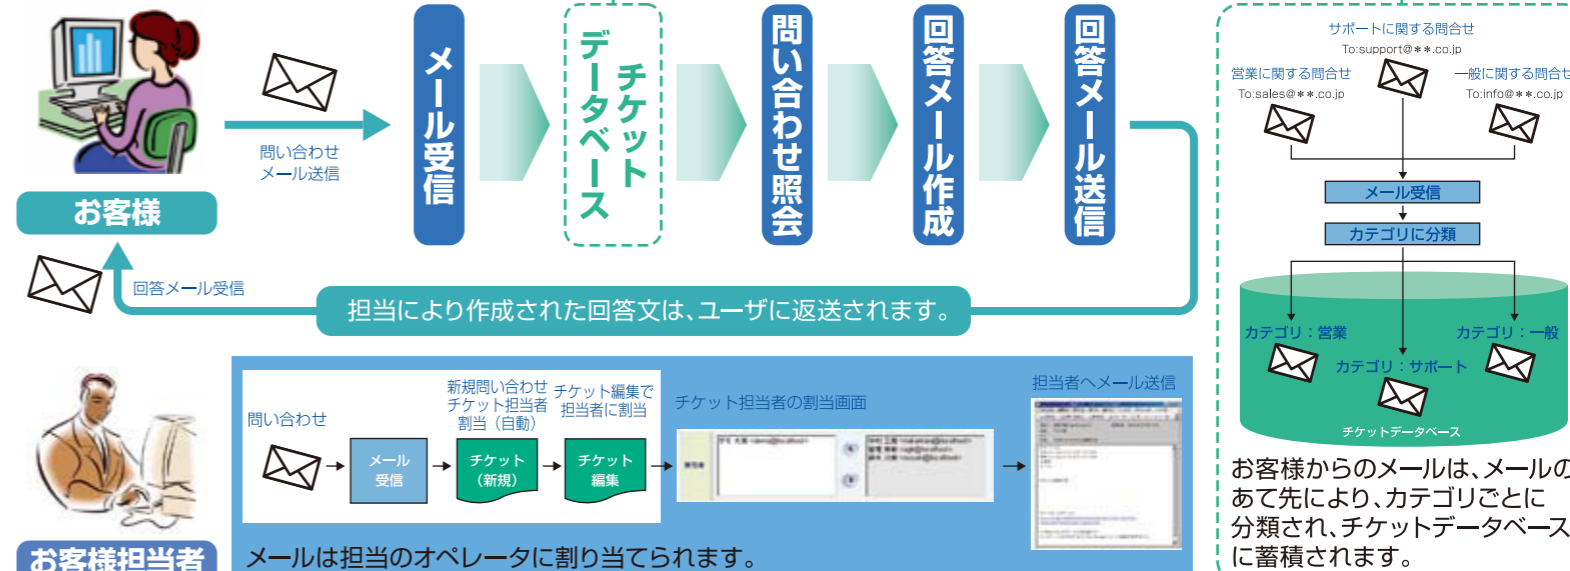 お客様
問い合わせ
メール送信
メール受信
チケット
データベース
問い合わせ照会
回答メール作成
回答メール送信
回答メール受信
担当により作成された回答文は、ユーザに返送されます。
サポートに関する問合せ
To:support@＊＊.co.jp
営業に関する問合せ
To:sales@＊＊.co.jp
一般に関する問合せ
To:info@＊＊.co.jp
メール受信
カテゴリに分類
カテゴリ：営業
カテゴリ：一般
カテゴリ：サポート
チケットデータベース
お客様からのメールは、メールの
あて先により、カテゴリごとに
分類され、チケットデータベース
に蓄積されます。
お客様担当者
問い合わせ
メール
受信
新規問い合わせ
チケット担当者
割当（自動）
チケット
（新規）
チケット編集で
担当者に割当
チケット
編集
チケット担当者の割当画面
担当者へメール送信
メールは担当のオペレータに割り当てられます。